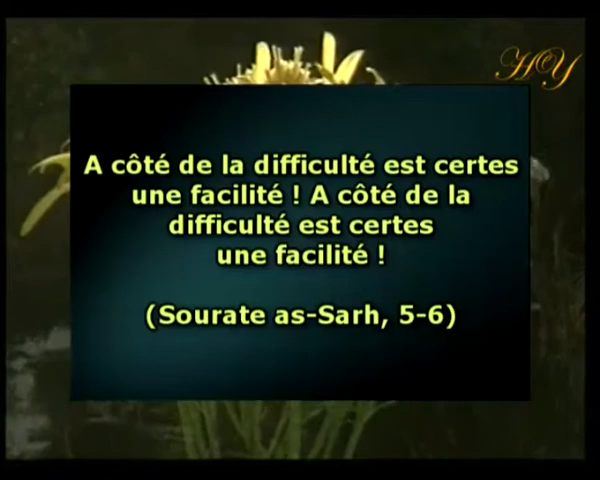 HY
A côté de la difficulté est certes
une facilité ! A côté de la
difficulté est certes
une facilité !
(Sourate as-Sarh, 5-6)